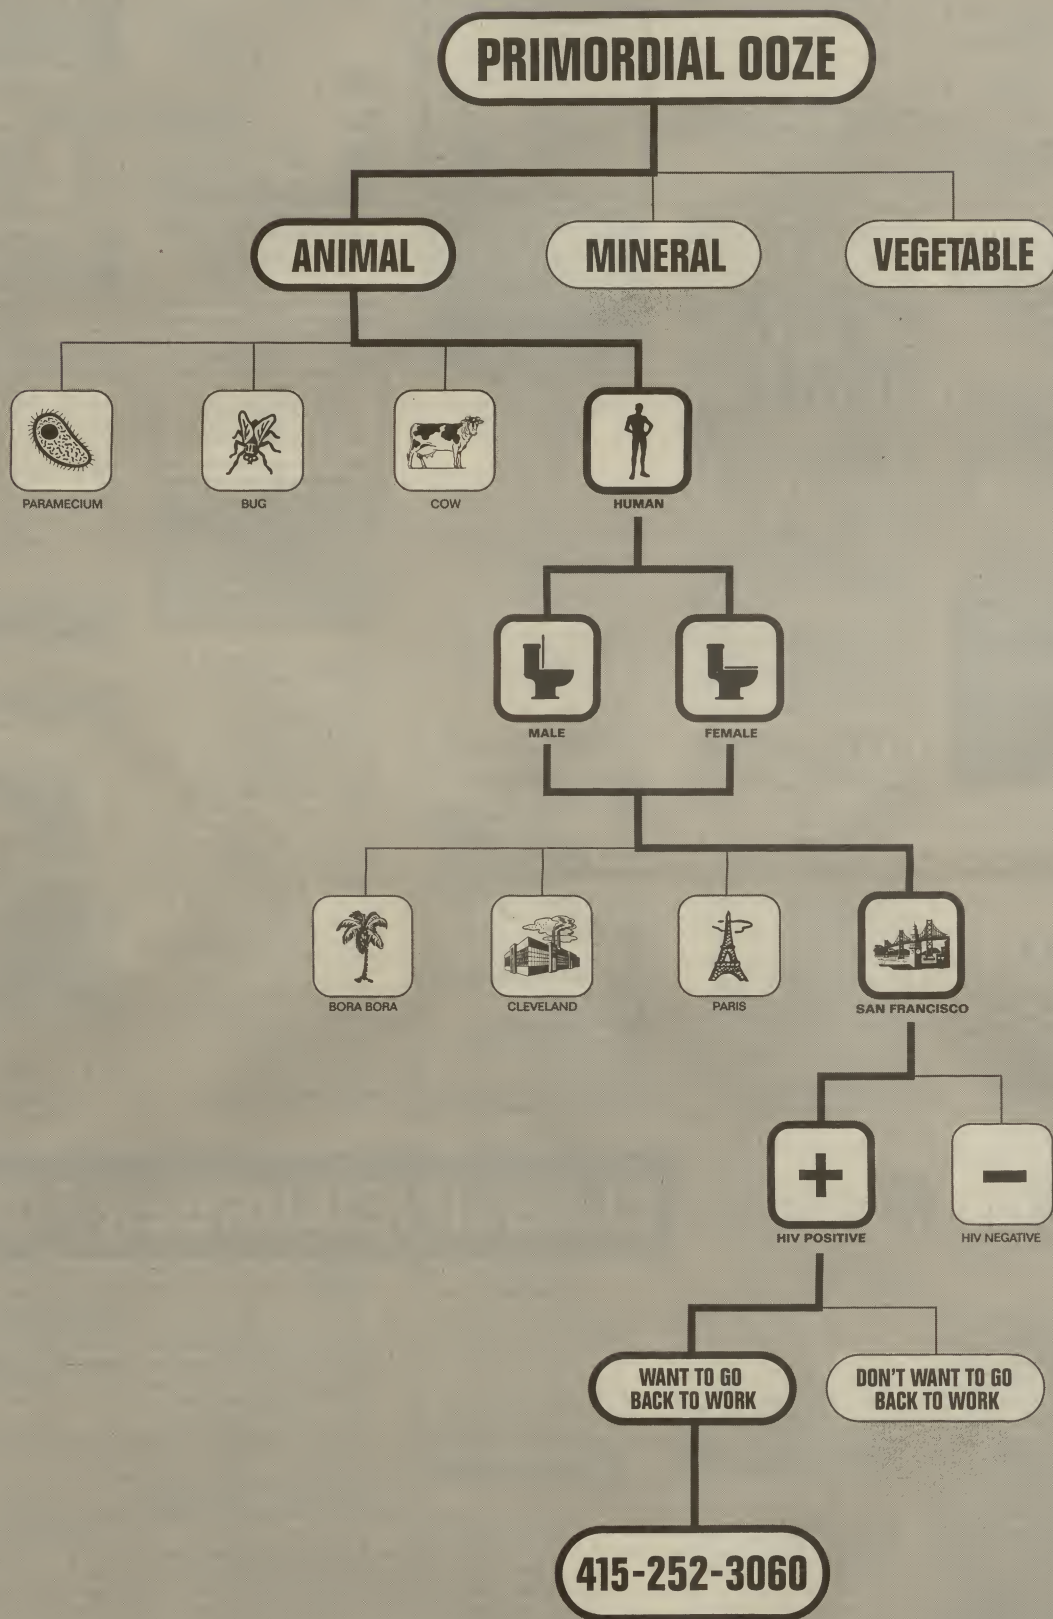 PRIMORDIAL OOZE
ANIMAL
MINERAL
VEGETABLE
PARAMECIUM
BUG
COW
HUMAN
MALE
FEMALE
BORA BORA
CLEVELAND
PARIS
SAN FRANCISCO
+
−
HIV POSITIVE
HIV NEGATIVE
WANT TO GO
BACK TO WORK
DON'T WANT TO GO
BACK TO WORK
415-252-3060